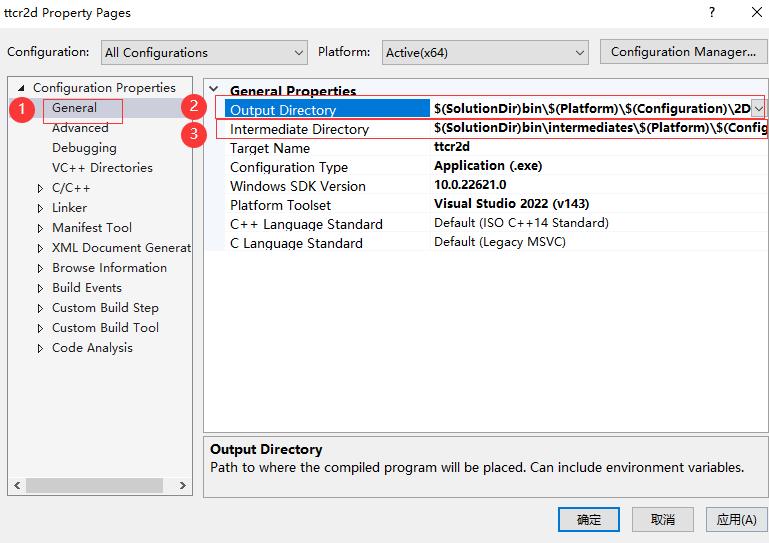 ttcr2d Property Pages
? ×
Configuration: All Configurations Platform: Active(x64) Configuration Manager...
Configuration Properties
General
Advanced
Debugging
VC++ Directories
C/C++
Linker
Manifest Tool
XML Document Generat
Browse Information
Build Events
Custom Build Step
Custom Build Tool
Code Analysis
1
2
3
General Properties
Output Directory $(SolutionDir)bin\$(Platform)\$(Configuration)\2D
Intermediate Directory $(SolutionDir)bin\intermediates\$(Platform)\$(Config
Target Name ttcr2d
Configuration Type Application (.exe)
Windows SDK Version 10.0.22621.0
Platform Toolset Visual Studio 2022 (v143)
C++ Language Standard Default (ISO C++14 Standard)
C Language Standard Default (Legacy MSVC)
Output Directory
Path to where the compiled program will be placed. Can include environment variables.
确定 取消 应用(A)